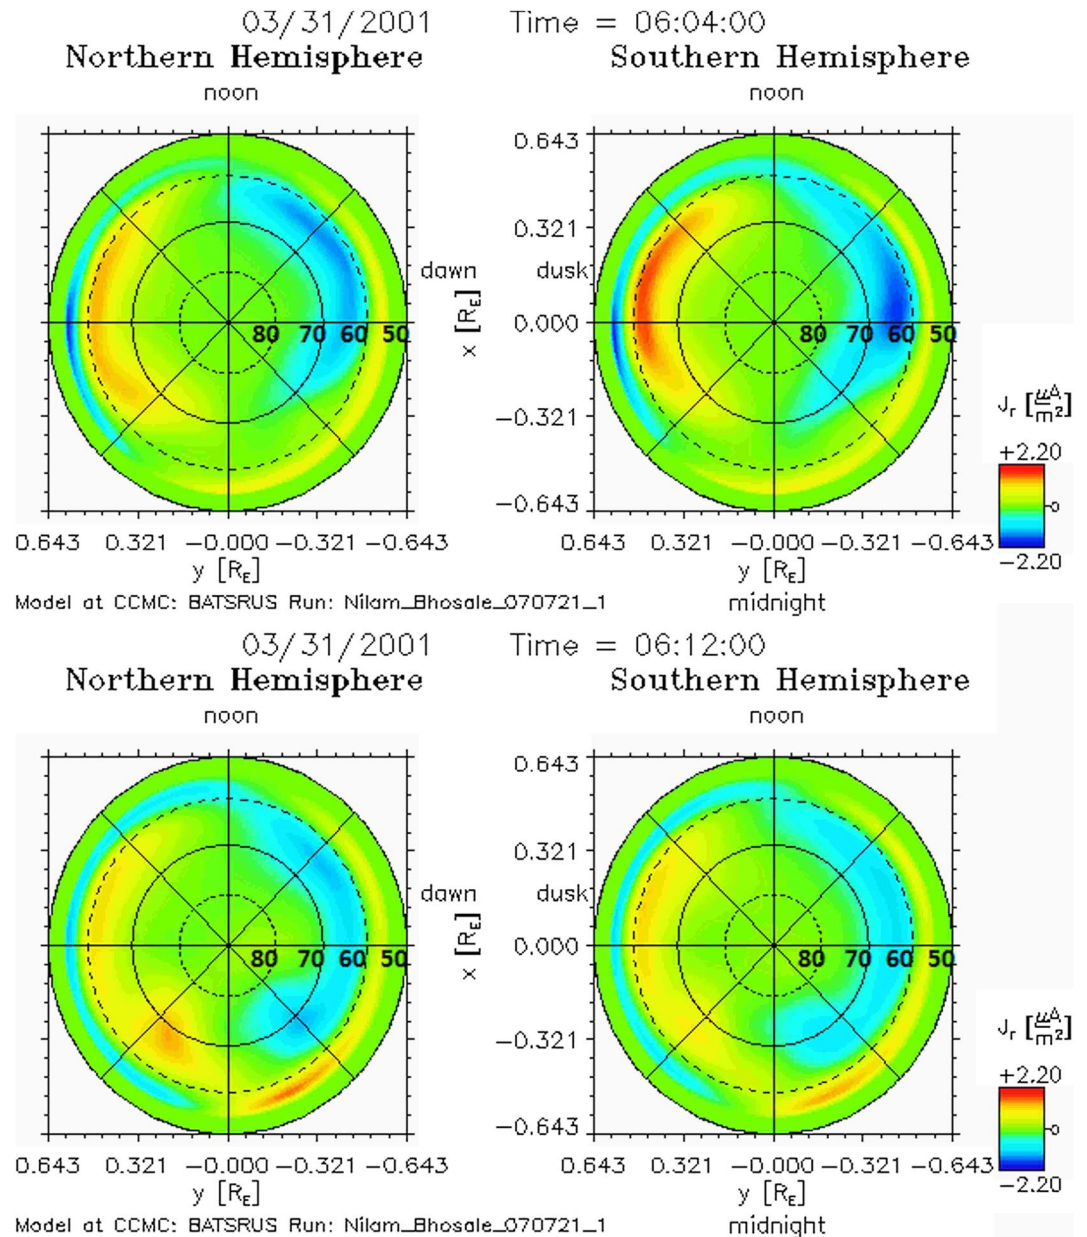 03/31/2001 Time = 06:04:00
Northern Hemisphere Southern Hemisphere
noon noon
0.643
0.321
dawn dusk
x [R_E] 0.000
80 70 60 50 80 70 60 50
-0.321
J_r [µA/m²]
+2.20
-0.643
0
0.643 0.321 -0.000 -0.321 -0.643 0.643 0.321 -0.000 -0.321 -0.643
-2.20
y [R_E] y [R_E]
Model at CCMC: BATSRUS Run: Nilam_Bhosale_070721_1 midnight
03/31/2001 Time = 06:12:00
Northern Hemisphere Southern Hemisphere
noon noon
0.643
0.321
dawn dusk
x [R_E] 0.000
80 70 60 50 80 70 60 50
-0.321
J_r [µA/m²]
+2.20
-0.643
0
0.643 0.321 -0.000 -0.321 -0.643 0.643 0.321 -0.000 -0.321 -0.643
-2.20
y [R_E] y [R_E]
Model at CCMC: BATSRUS Run: Nilam_Bhosale_070721_1 midnight